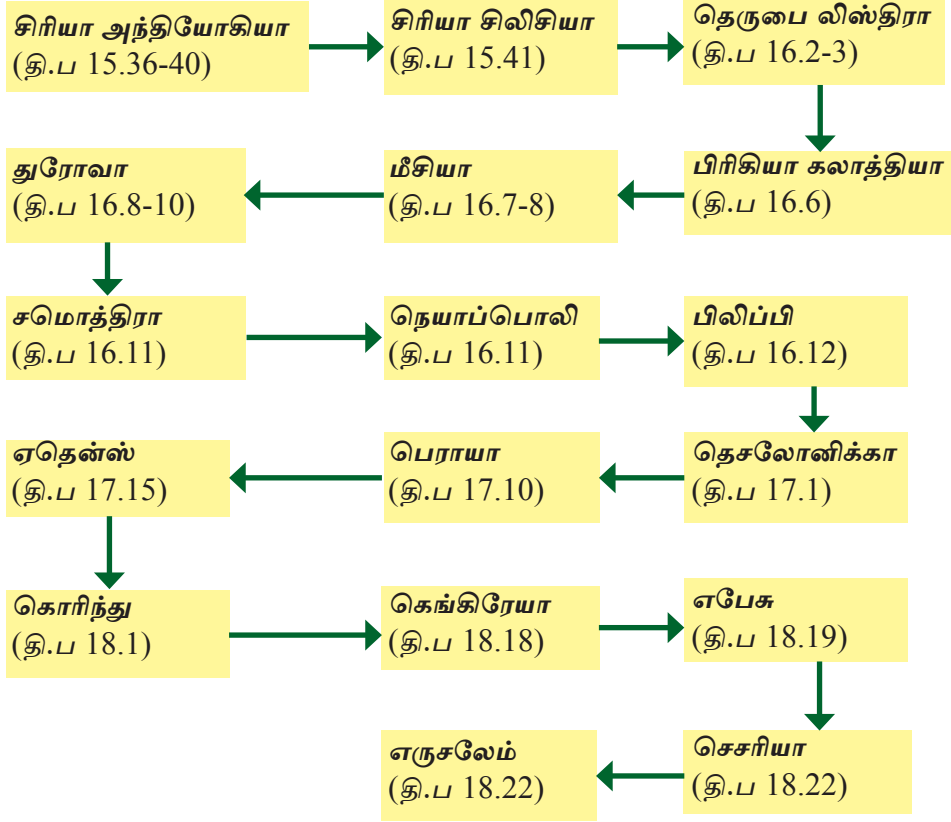 சிரியா அந்தியோகியா
(தி.ப 15.36-40)
சிரியா சிலிசியா
(தி.ப 15.41)
தெருபை லிஸ்திரா
(தி.ப 16.2-3)
பிரிகியா கலாத்தியா
(தி.ப 16.6)
மீசியா
(தி.ப 16.7-8)
துரோவா
(தி.ப 16.8-10)
சமொத்திரா
(தி.ப 16.11)
நெயாப்பொலி
(தி.ப 16.11)
பிலிப்பி
(தி.ப 16.12)
தெசலோனிக்கா
(தி.ப 17.1)
பெராயா
(தி.ப 17.10)
ஏதென்ஸ்
(தி.ப 17.15)
கொரிந்து
(தி.ப 18.1)
கெங்கிரேயா
(தி.ப 18.18)
எபேசு
(தி.ப 18.19)
செசரியா
(தி.ப 18.22)
எருசலேம்
(தி.ப 18.22)